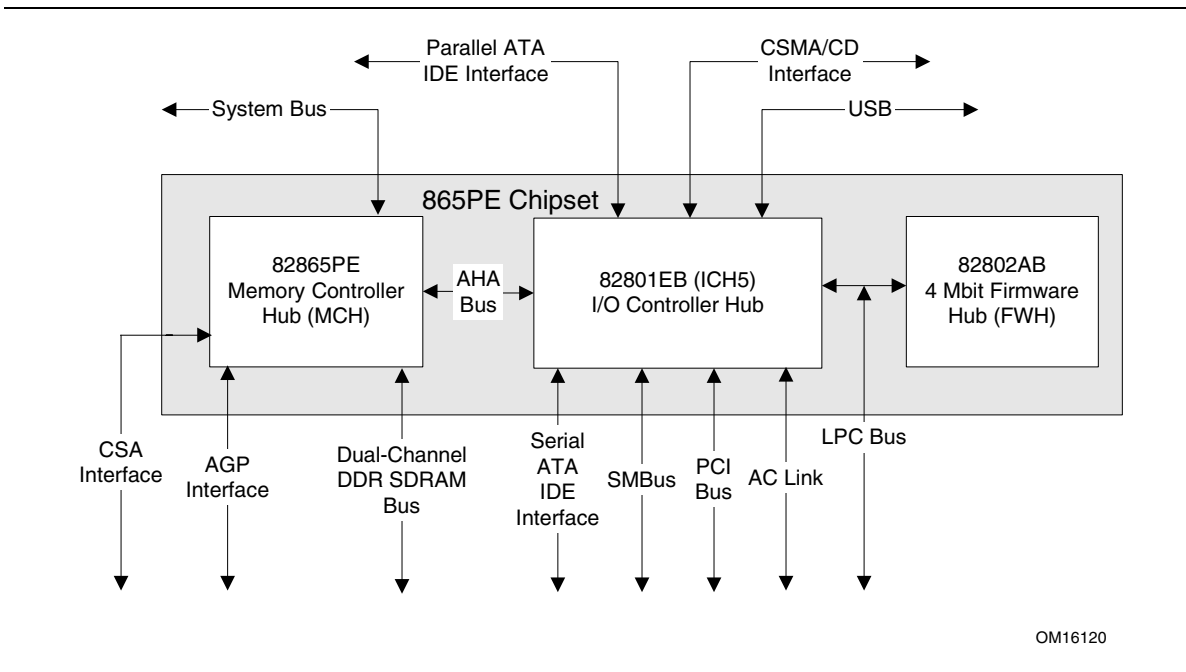 Parallel ATA
IDE Interface
CSMA/CD
Interface
System Bus
USB
865PE Chipset
82865PE
Memory Controller
Hub (MCH)
AHA
Bus
82801EB (ICH5)
I/O Controller Hub
82802AB
4 Mbit Firmware
Hub (FWH)
CSA
Interface
AGP
Interface
Dual-Channel
DDR SDRAM
Bus
Serial
ATA
IDE
Interface
SMBus
PCI
Bus
AC Link
LPC Bus
OM16120